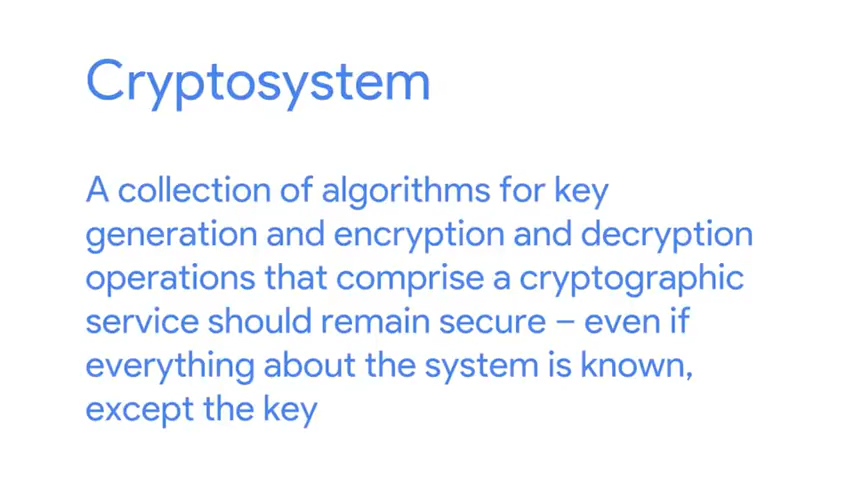 Cryptosystem
A collection of algorithms for key
generation and encryption and decryption
operations that comprise a cryptographic
service should remain secure – even if
everything about the system is known,
except the key